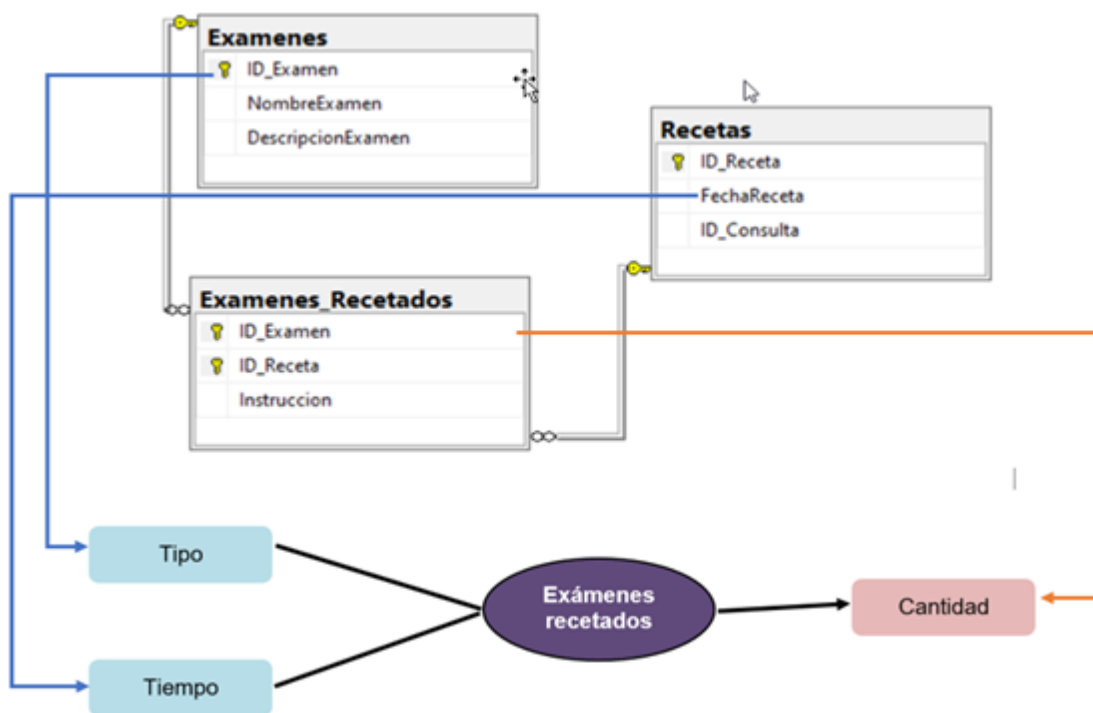 Examenes
ID_Examen
NombreExamen
DescripcionExamen
Recetas
ID_Receta
FechaReceta
ID_Consulta
Examenes_Recetados
ID_Examen
ID_Receta
Instruccion
Tipo
Exámenes
recetados
Cantidad
Tiempo